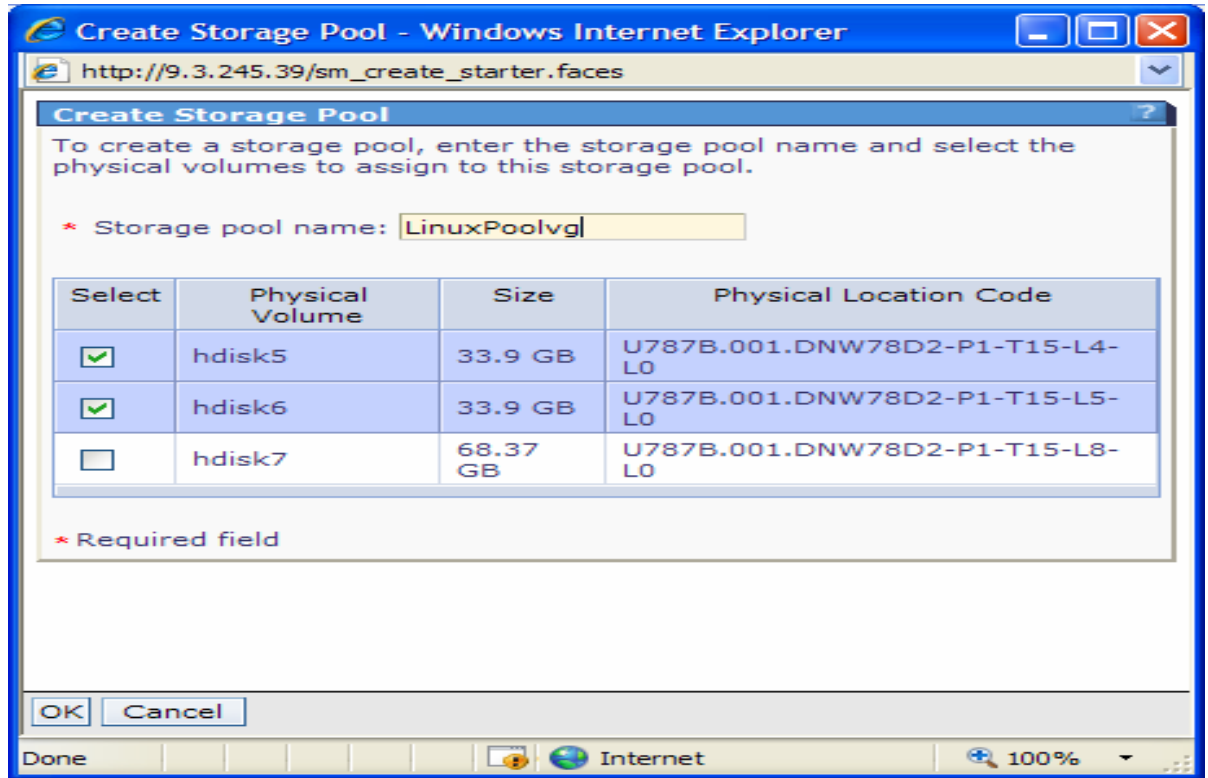 Create Storage Pool - Windows Internet Explorer
http://9.3.245.39/sm_create_starter.faces
Create Storage Pool ?
To create a storage pool, enter the storage pool name and select the
physical volumes to assign to this storage pool.
* Storage pool name: LinuxPoolvg
Select Physical Volume Size Physical Location Code
hdisk5 33.9 GB U787B.001.DNW78D2-P1-T15-L4-L0
hdisk6 33.9 GB U787B.001.DNW78D2-P1-T15-L5-L0
hdisk7 68.37 GB U787B.001.DNW78D2-P1-T15-L8-L0
* Required field
OK Cancel
Done Internet 100%